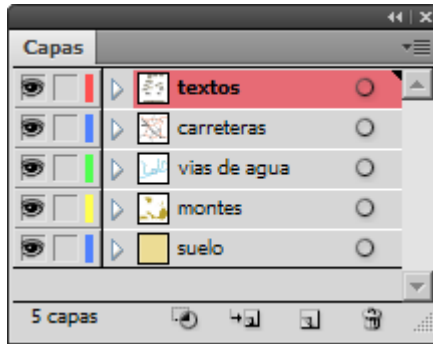 Capas
textos
carreteras
vias de agua
montes
suelo
5 capas